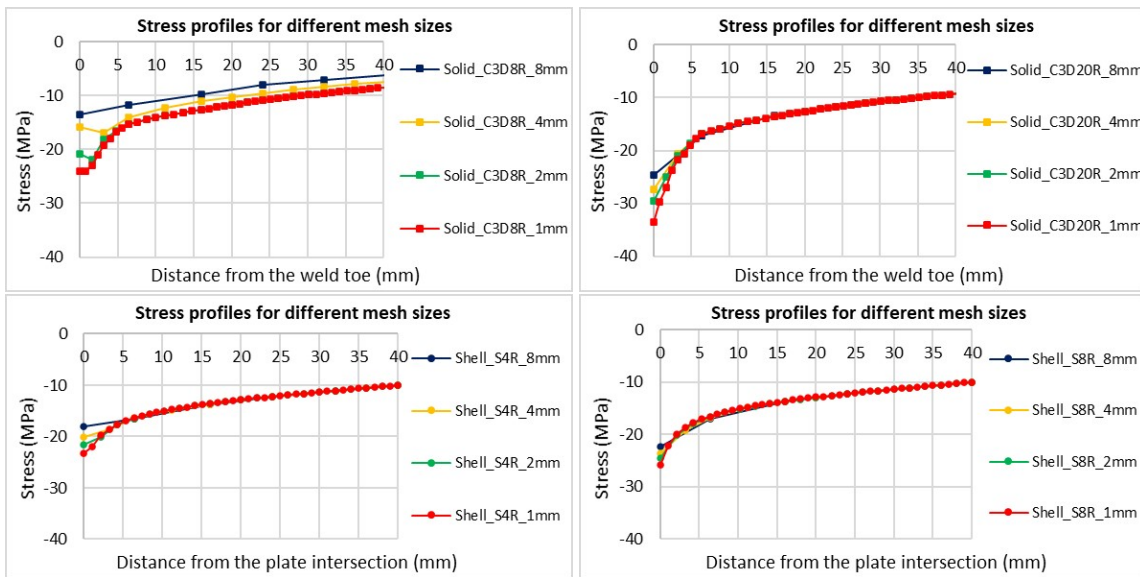 Stress profiles for different mesh sizes
0
0 5 10 15 20 25 30 35 40
-10
-20
-30
-40
Stress (MPa)
Distance from the weld toe (mm)
Solid_C3D8R_8mm
Solid_C3D8R_4mm
Solid_C3D8R_2mm
Solid_C3D8R_1mm
Stress profiles for different mesh sizes
0
0 5 10 15 20 25 30 35 40
-10
-20
-30
-40
Stress (MPa)
Distance from the weld toe (mm)
Solid_C3D20R_8mm
Solid_C3D20R_4mm
Solid_C3D20R_2mm
Solid_C3D20R_1mm
Stress profiles for different mesh sizes
0
0 5 10 15 20 25 30 35 40
-10
-20
-30
-40
Stress (MPa)
Distance from the plate intersection (mm)
Shell_S4R_8mm
Shell_S4R_4mm
Shell_S4R_2mm
Shell_S4R_1mm
Stress profiles for different mesh sizes
0
0 5 10 15 20 25 30 35 40
-10
-20
-30
-40
Stress (MPa)
Distance from the plate intersection (mm)
Shell_S8R_8mm
Shell_S8R_4mm
Shell_S8R_2mm
Shell_S8R_1mm